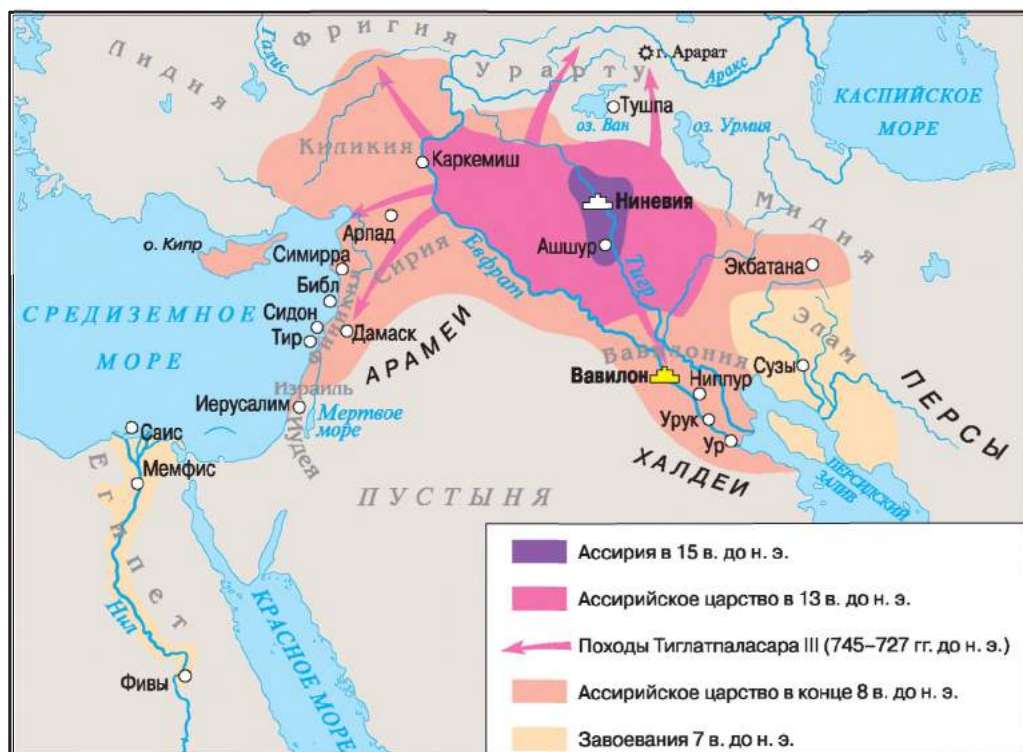 Лидия
Галис
Фригия
Урарту
г. Арарат
Аракс
Тушпа
оз. Ван
оз. Урмия
КАСПИЙСКОЕ
МОРЕ
Киликия
Каркемиш
Ниневия
Мидия
о. Кипр
Арпад
Ашшур
Симирра
Сирия
Евфрат
Тигр
Экбатана
Библ
СРЕДИЗЕМНОЕ
МОРЕ
Сидон
Финикия
Тир
Дамаск
АРАМЕИ
Вавилония
Элам
Вавилон
Ниппур
Сузы
ПЕРСЫ
Израиль
Иерусалим
Мертвое
море
Иудея
Урук
Ур
Саис
Мемфис
Египет
ХАЛДЕИ
ПЕРСИДСКИЙ
ЗАЛИВ
ПУСТЫНЯ
Нил
КРАСНОЕ МОРЕ
Фивы
Ассирия в 15 в. до н. э.
Ассирийское царство в 13 в. до н. э.
Походы Тиглатпаласара III (745–727 гг. до н. э.)
Ассирийское царство в конце 8 в. до н. э.
Завоевания 7 в. до н. э.